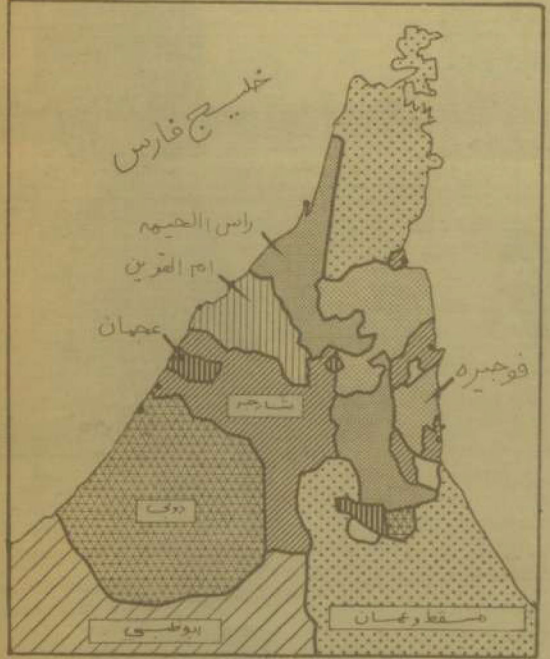 خلیج فارس
راس الخیمه
ام القوین
عجمان
فوجیره
شارجه
دوبی
ابوظبی
مسقط و عمان